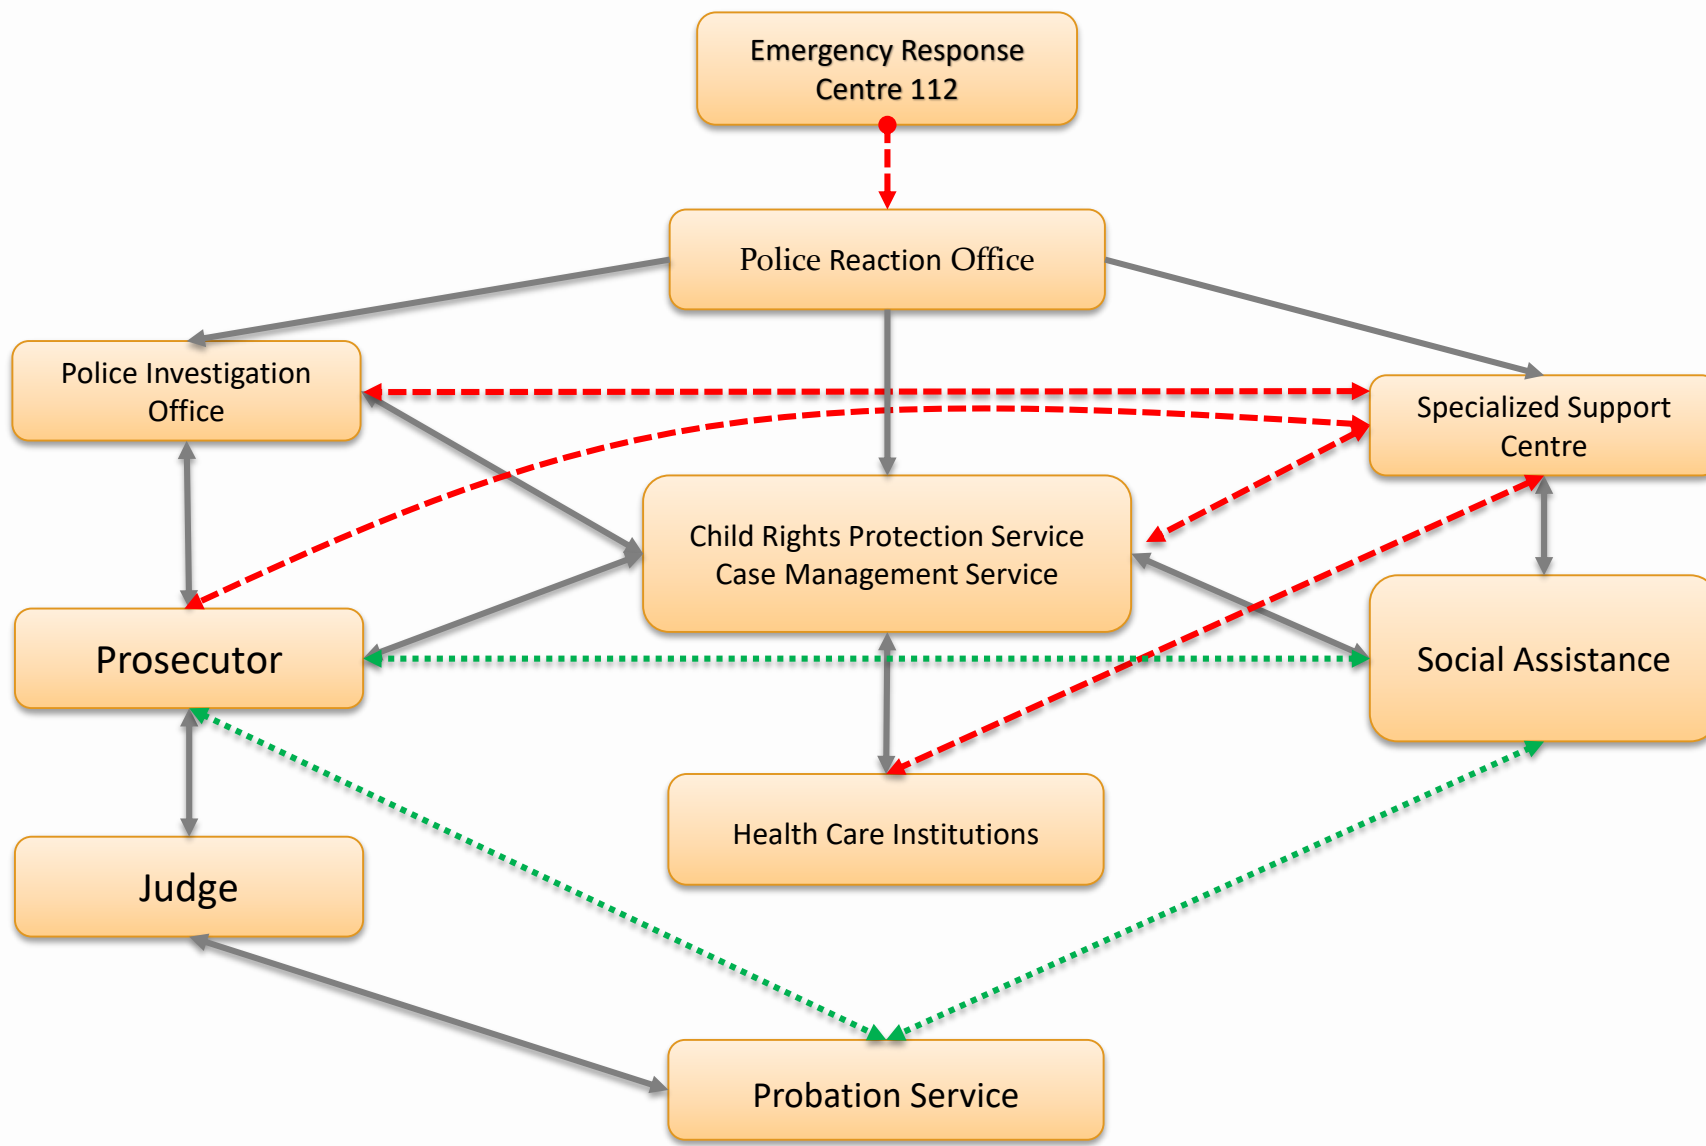 Emergency Response
Centre 112
Police Reaction Office
Police Investigation
Office
Specialized Support
Centre
Child Rights Protection Service
Case Management Service
Prosecutor
Social Assistance
Health Care Institutions
Judge
Probation Service